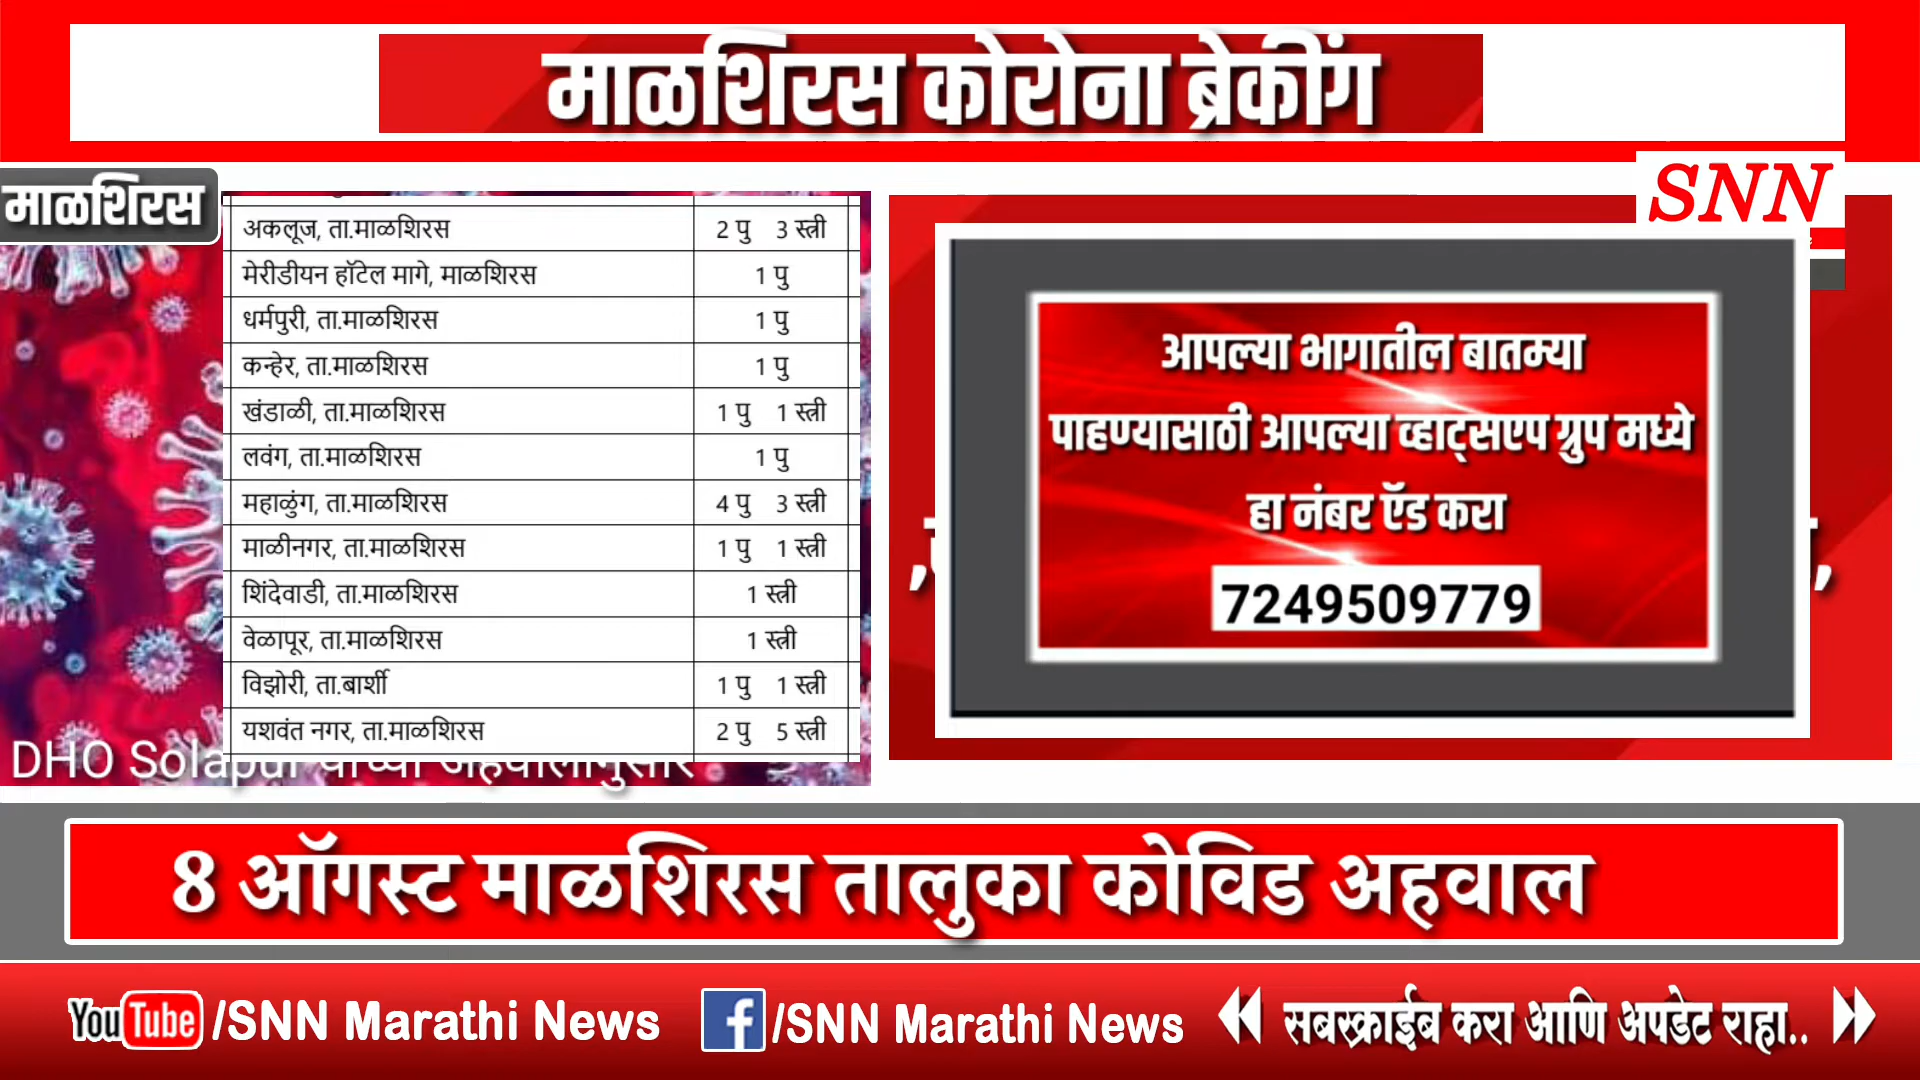 माळशिरस कोरोना ब्रेकींग
SNN
माळशिरस
अकलूज, ता.माळशिरस 2 पु 3 स्त्री
मेरीडीयन हॉटेल मागे, माळशिरस 1 पु
धर्मपुरी, ता.माळशिरस 1 पु
कन्हेर, ता.माळशिरस 1 पु
खंडाळी, ता.माळशिरस 1 पु 1 स्त्री
लवंग, ता.माळशिरस 1 पु
महाळुंग, ता.माळशिरस 4 पु 3 स्त्री
माळीनगर, ता.माळशिरस 1 पु 1 स्त्री
शिंदेवाडी, ता.माळशिरस 1 स्त्री
वेळापूर, ता.माळशिरस 1 स्त्री
विझोरी, ता.बार्शी 1 पु 1 स्त्री
यशवंत नगर, ता.माळशिरस 2 पु 5 स्त्री
DHO Solapur यांच्या अहवालानुसार
आपल्या भागातील बातम्या
पाहण्यासाठी आपल्या व्हाट्सएप ग्रुप मध्ये
हा नंबर ऍड करा
7249509779
8 ऑगस्ट माळशिरस तालुका कोविड अहवाल
YouTube /SNN Marathi News f /SNN Marathi News सबस्क्राईब करा आणि अपडेट राहा..